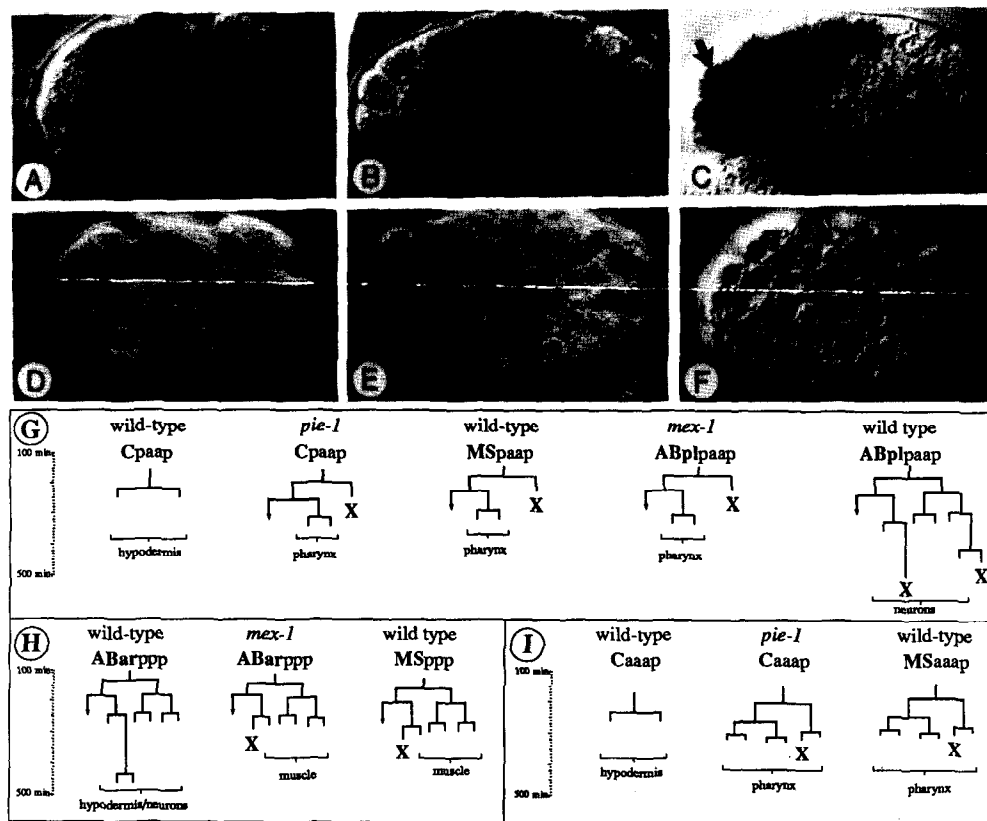 A
B
C
D
E
F
G
wild-type
Cpaap
pie-1
Cpaap
wild-type
MSpaap
mex-1
ABplpaap
wild type
ABplpaap
100 min
500 min
hypodermis
X
pharynx
X
pharynx
X
pharynx
X
X
neurons
H
wild-type
ABarppp
mex-1
ABarppp
wild type
MSppp
100 min
500 min
hypodermis/neurons
X
muscle
X
muscle
I
wild-type
Caaap
pie-1
Caaap
wild-type
MSaaap
100 min
500 min
hypodermis
X
pharynx
X
pharynx